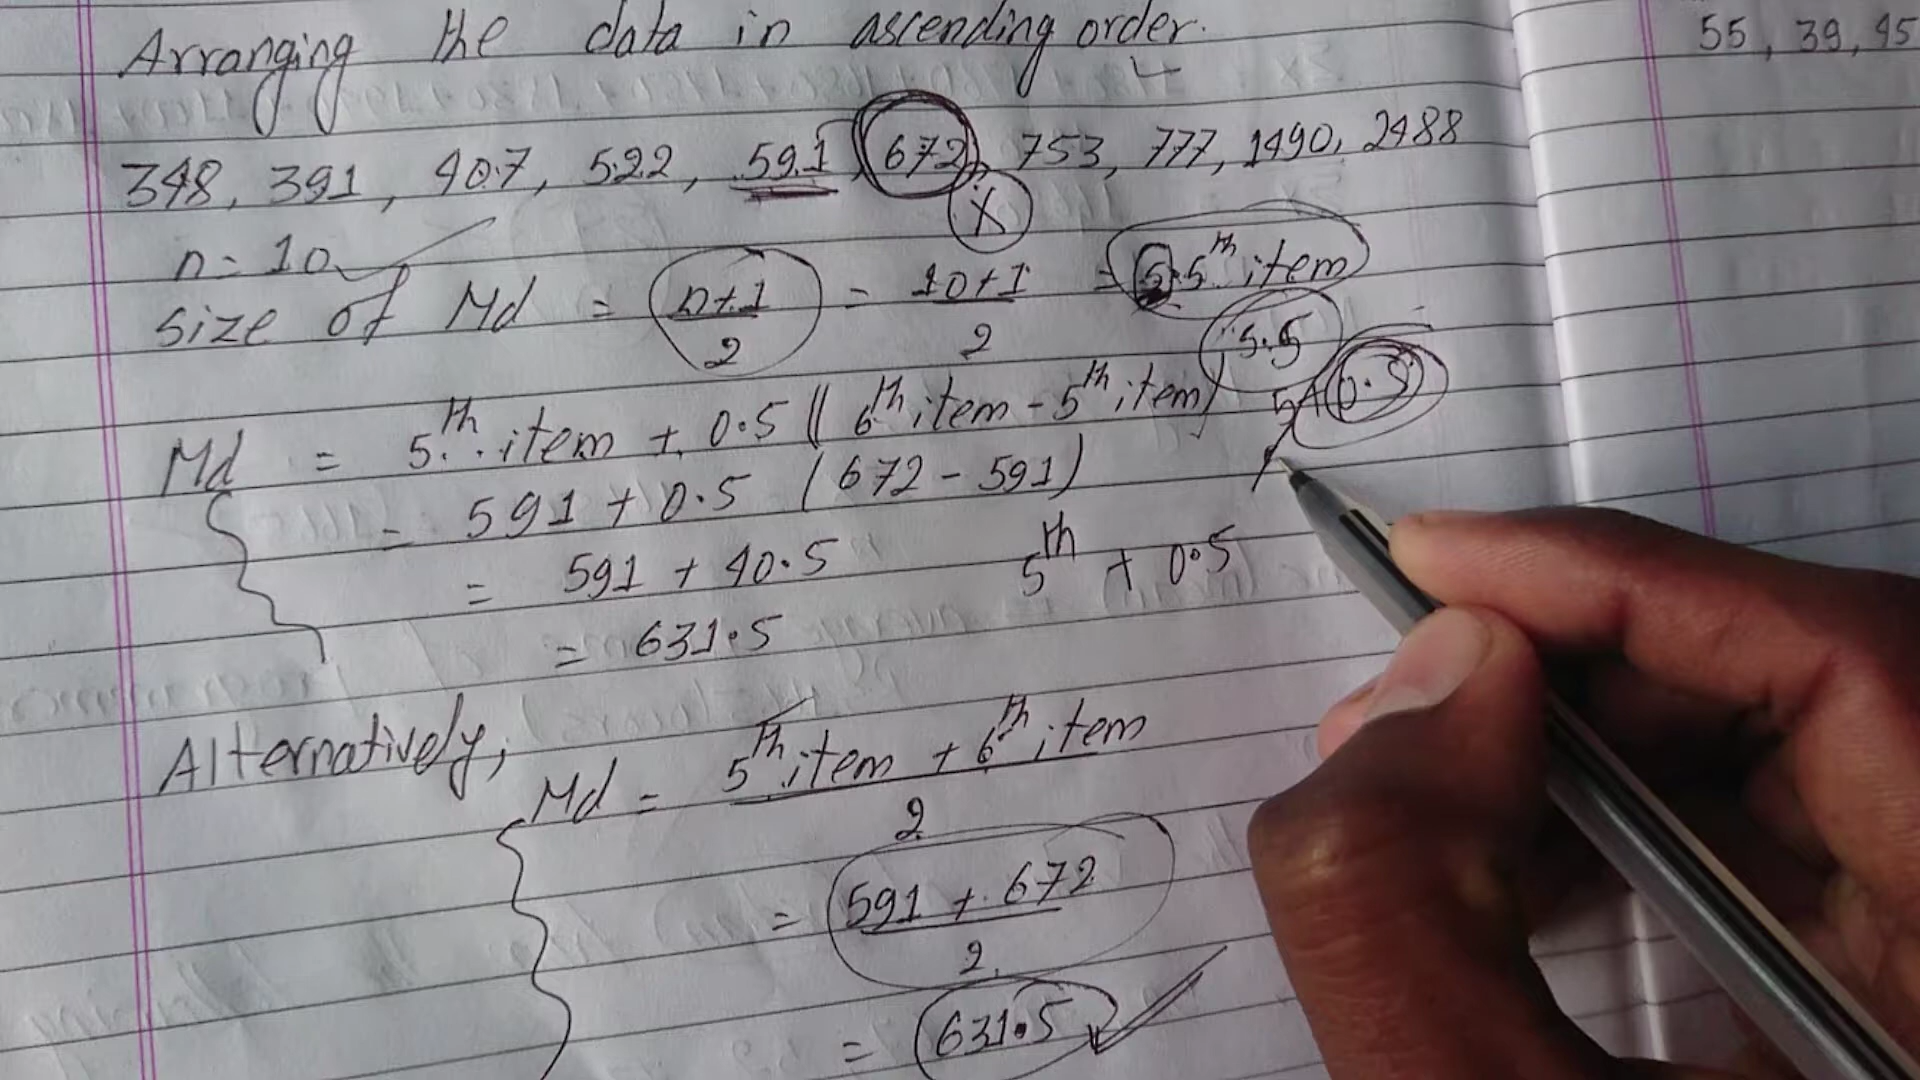 Arranging the data in ascending order.
348, 391, 407, 522, 591, 672, 753, 777, 1490, 2488
X
n = 10
size of Md = n+1/2 = 10+1/2 = 5.5th item
5.5
5+0.5
Md = 5th item + 0.5 (6th item - 5th item)
= 591 + 0.5 (672 - 591)
= 591 + 40.5
5th + 0.5
= 631.5
Alternatively,
Md = 5th item + 6th item / 2
= 591 + 672 / 2
= 631.5
55, 39, 45